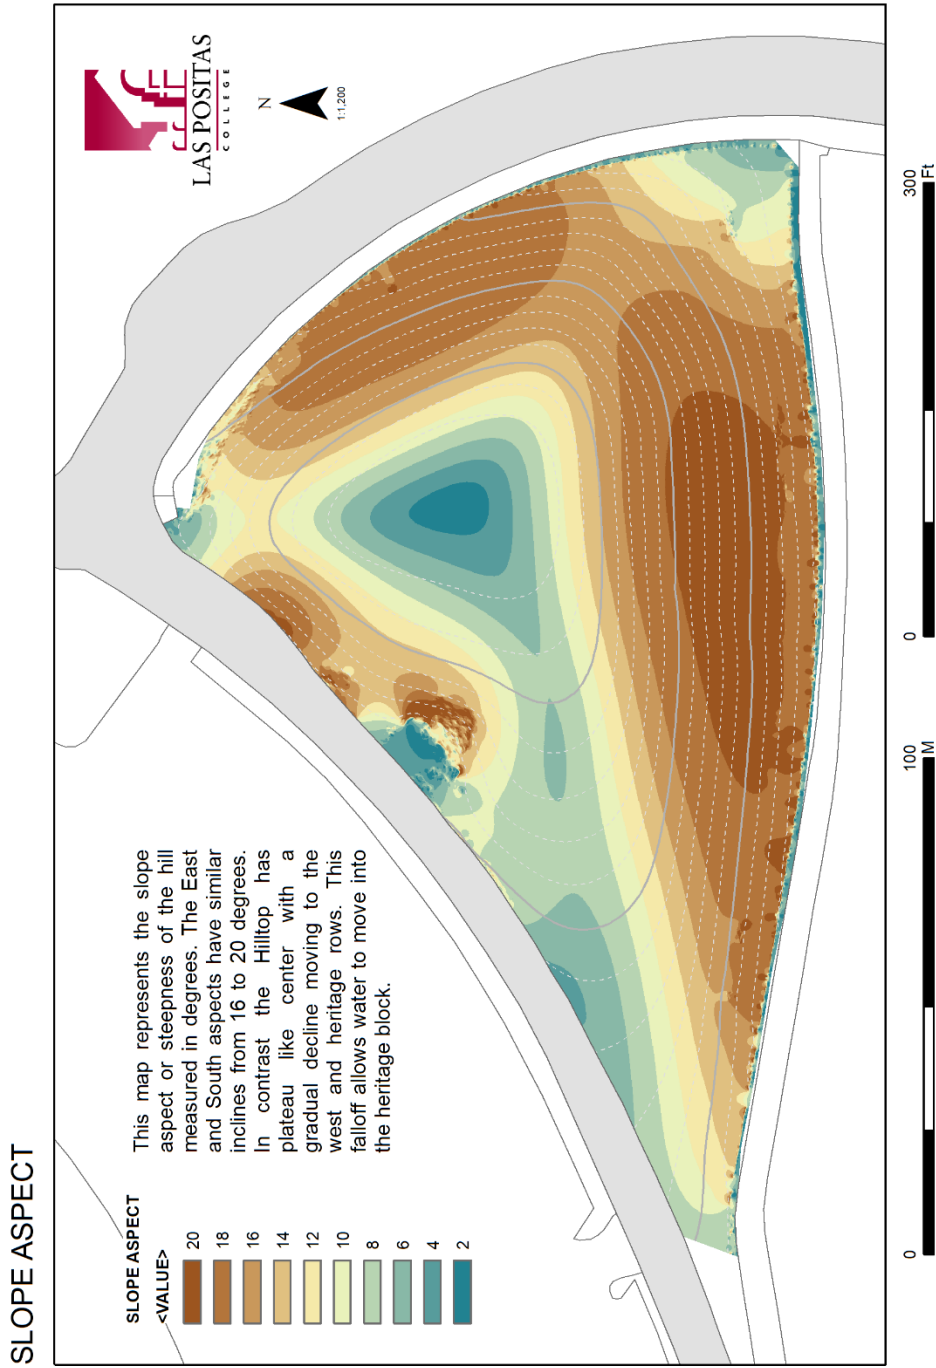 SLOPE ASPECT
LAS POSITAS
COLLEGE
N
1:1,200
This map represents the slope
aspect or steepness of the hill
measured in degrees. The East
and South aspects have similar
inclines from 16 to 20 degrees.
In contrast the Hilltop has
plateau like center with a
gradual decline moving to the
west and heritage rows. This
falloff allows water to move into
the heritage block.
SLOPE ASPECT
<VALUE>
20
18
16
14
12
10
8
6
4
2
0
100
M
0
300
Ft